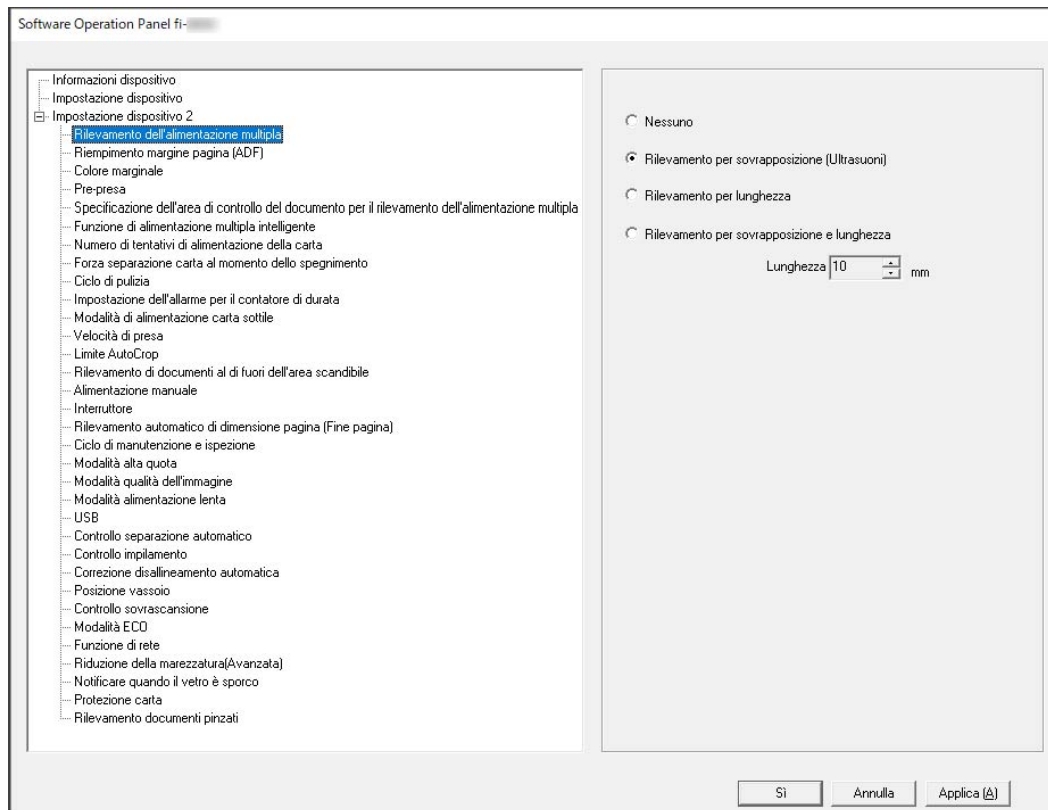 Software Operation Panel fi-
Informazioni dispositivo
Impostazione dispositivo
Impostazione dispositivo 2
Rilevamento dell'alimentazione multipla
Riempimento margine pagina (ADF)
Colore marginale
Pre-presa
Specificazione dell'area di controllo del documento per il rilevamento dell'alimentazione multipla
Funzione di alimentazione multipla intelligente
Numero di tentativi di alimentazione della carta
Forza separazione carta al momento dello spegnimento
Ciclo di pulizia
Impostazione dell'allarme per il contatore di durata
Modalità di alimentazione carta sottile
Velocità di presa
Limite AutoCrop
Rilevamento di documenti al di fuori dell'area scandibile
Alimentazione manuale
Interruttore
Rilevamento automatico di dimensione pagina (Fine pagina)
Ciclo di manutenzione e ispezione
Modalità alta quota
Modalità qualità dell'immagine
Modalità alimentazione lenta
USB
Controllo separazione automatico
Controllo impilamento
Correzione disallineamento automatica
Posizione vassoio
Controllo sovrascansione
Modalità ECO
Funzione di rete
Riduzione della marezzatura(Avanzata)
Notificare quando il vetro è sporco
Protezione carta
Rilevamento documenti pinzati
Nessuno
Rilevamento per sovrapposizione (Ultrasuoni)
Rilevamento per lunghezza
Rilevamento per sovrapposizione e lunghezza
Lunghezza 10 mm
Sì Annulla Applica (A)